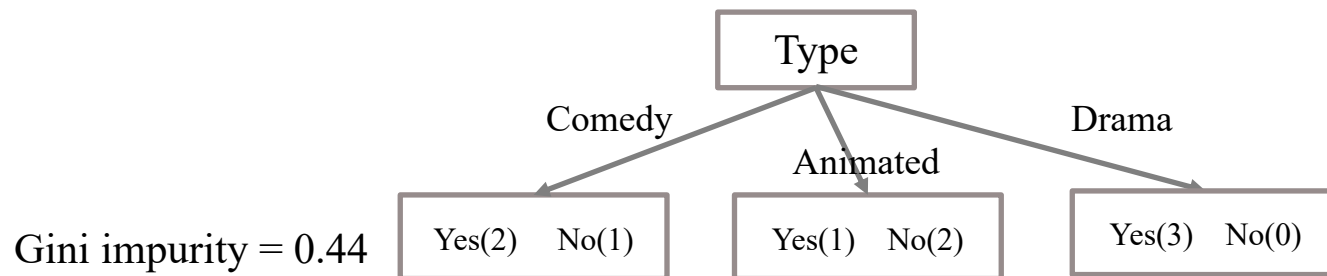 Type
Comedy
Animated
Drama
Gini impurity = 0.44
Yes(2) No(1)
Yes(1) No(2)
Yes(3) No(0)